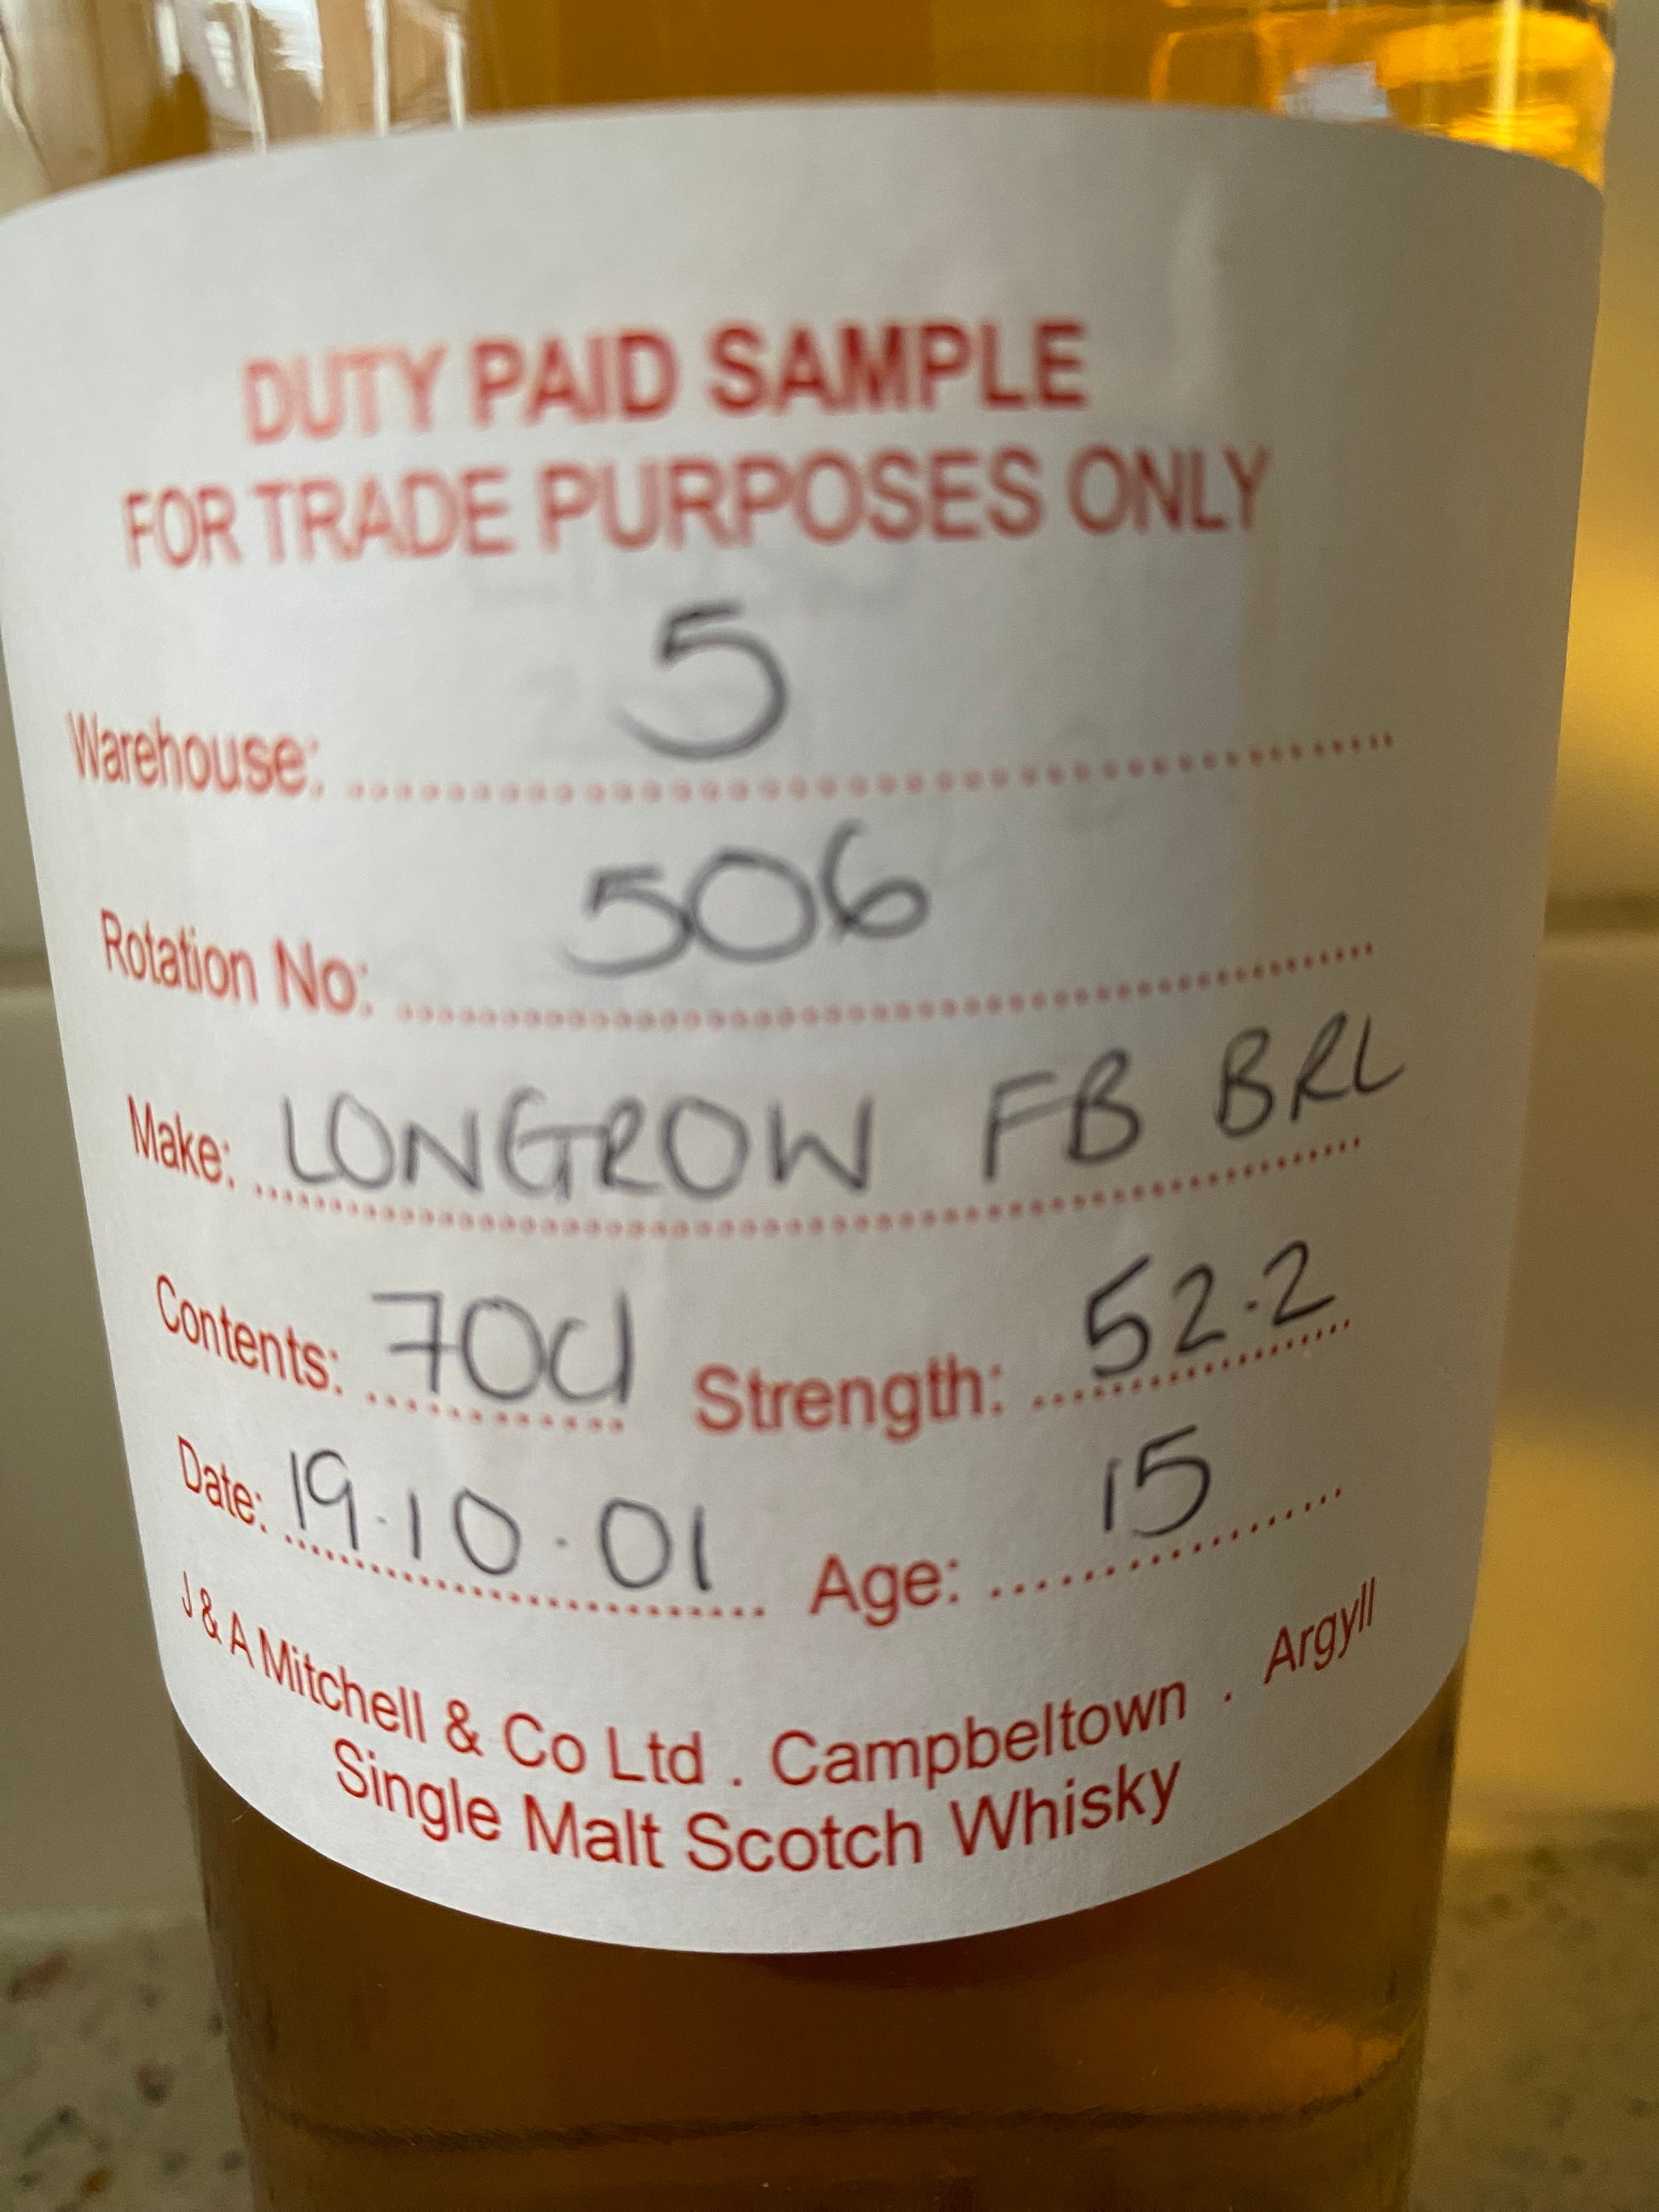 DUTY PAID SAMPLE
FOR TRADE PURPOSES ONLY
Warehouse: 5
Rotation No: 506
Make: LONGROW FB BRL
Contents: 70cl Strength: 52.2
Date: 19.10.01 Age: 15
J & A Mitchell & Co Ltd . Campbeltown . Argyll
Single Malt Scotch Whisky